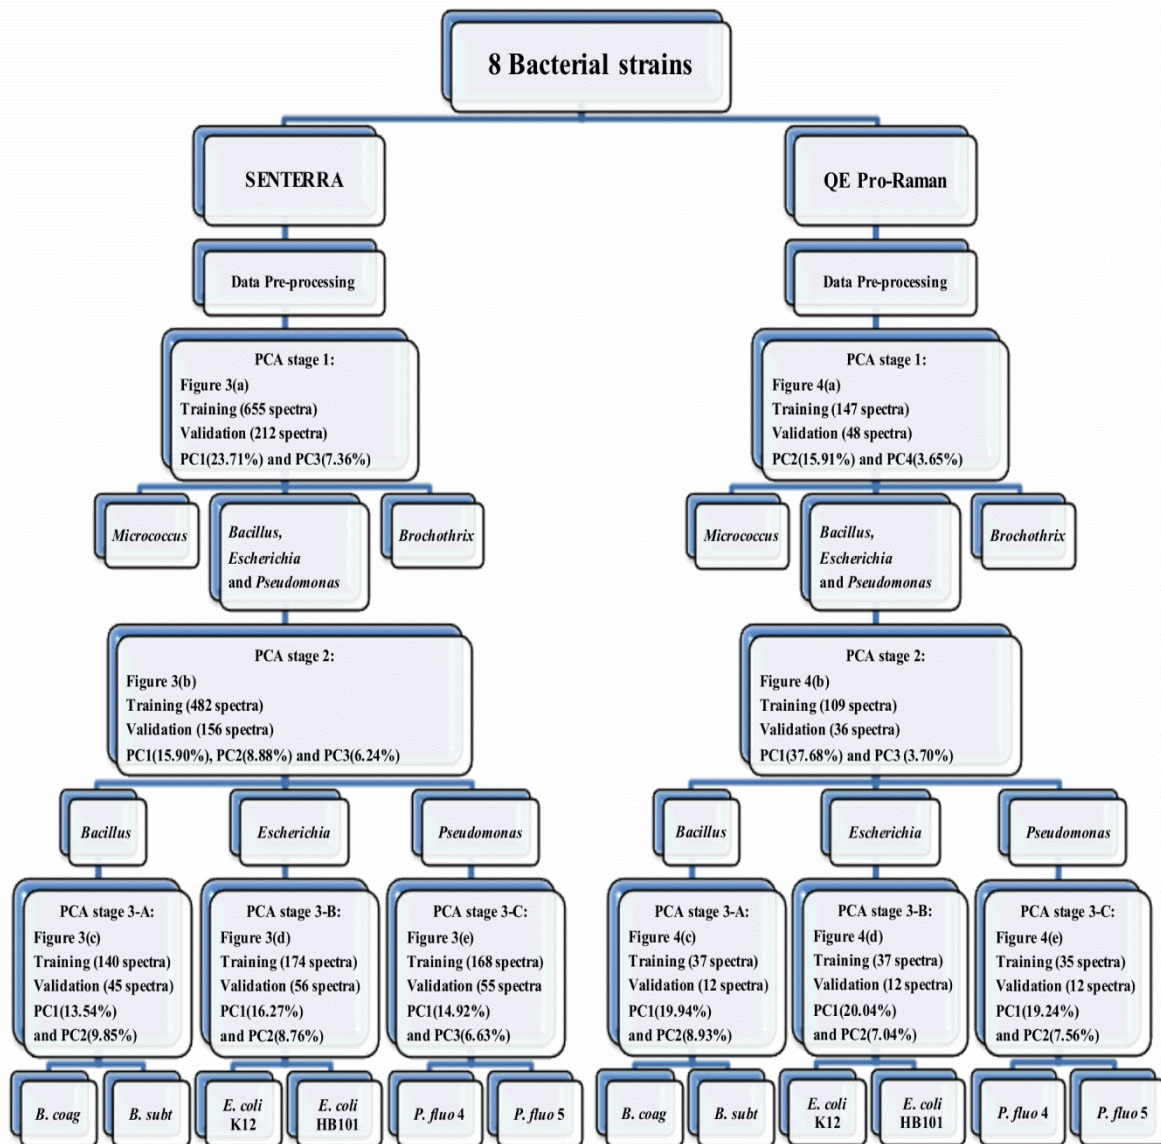 8 Bacterial strains
SENTERRA
QE Pro-Raman
Data Pre-processing
Data Pre-processing
PCA stage 1:
Figure 3(a)
Training (655 spectra)
Validation (212 spectra)
PC1(23.71%) and PC3(7.36%)
PCA stage 1:
Figure 4(a)
Training (147 spectra)
Validation (48 spectra)
PC2(15.91%) and PC4(3.65%)
Micrococcus
Bacillus,
Escherichia
and Pseudomonas
Brochothrix
Micrococcus
Bacillus,
Escherichia
and Pseudomonas
Brochothrix
PCA stage 2:
Figure 3(b)
Training (482 spectra)
Validation (156 spectra)
PC1(15.90%), PC2(8.88%) and PC3(6.24%)
PCA stage 2:
Figure 4(b)
Training (109 spectra)
Validation (36 spectra)
PC1(37.68%) and PC3 (3.70%)
Bacillus
Escherichia
Pseudomonas
Bacillus
Escherichia
Pseudomonas
PCA stage 3-A:
Figure 3(c)
Training (140 spectra)
Validation (45 spectra)
PC1(13.54%)
and PC2(9.85%)
PCA stage 3-B:
Figure 3(d)
Training (174 spectra)
Validation (56 spectra)
PC1(16.27%)
and PC2(8.76%)
PCA stage 3-C:
Figure 3(e)
Training (168 spectra)
Validation (55 spectra
PC1(14.92%)
and PC3(6.63%)
PCA stage 3-A:
Figure 4(c)
Training (37 spectra)
Validation (12 spectra)
PC1(19.94%)
and PC2(8.93%)
PCA stage 3-B:
Figure 4(d)
Training (37 spectra)
Validation (12 spectra)
PC1(20.04%)
and PC2(7.04%)
PCA stage 3-C:
Figure 4(e)
Training (35 spectra)
Validation (12 spectra)
PC1(19.24%)
and PC2(7.56%)
B. coag
B. subt
E. coli
K12
E. coli
HB101
P. fluo 4
P. fluo 5
B. coag
B. subt
E. coli
K12
E. coli
HB101
P. fluo 4
P. fluo 5